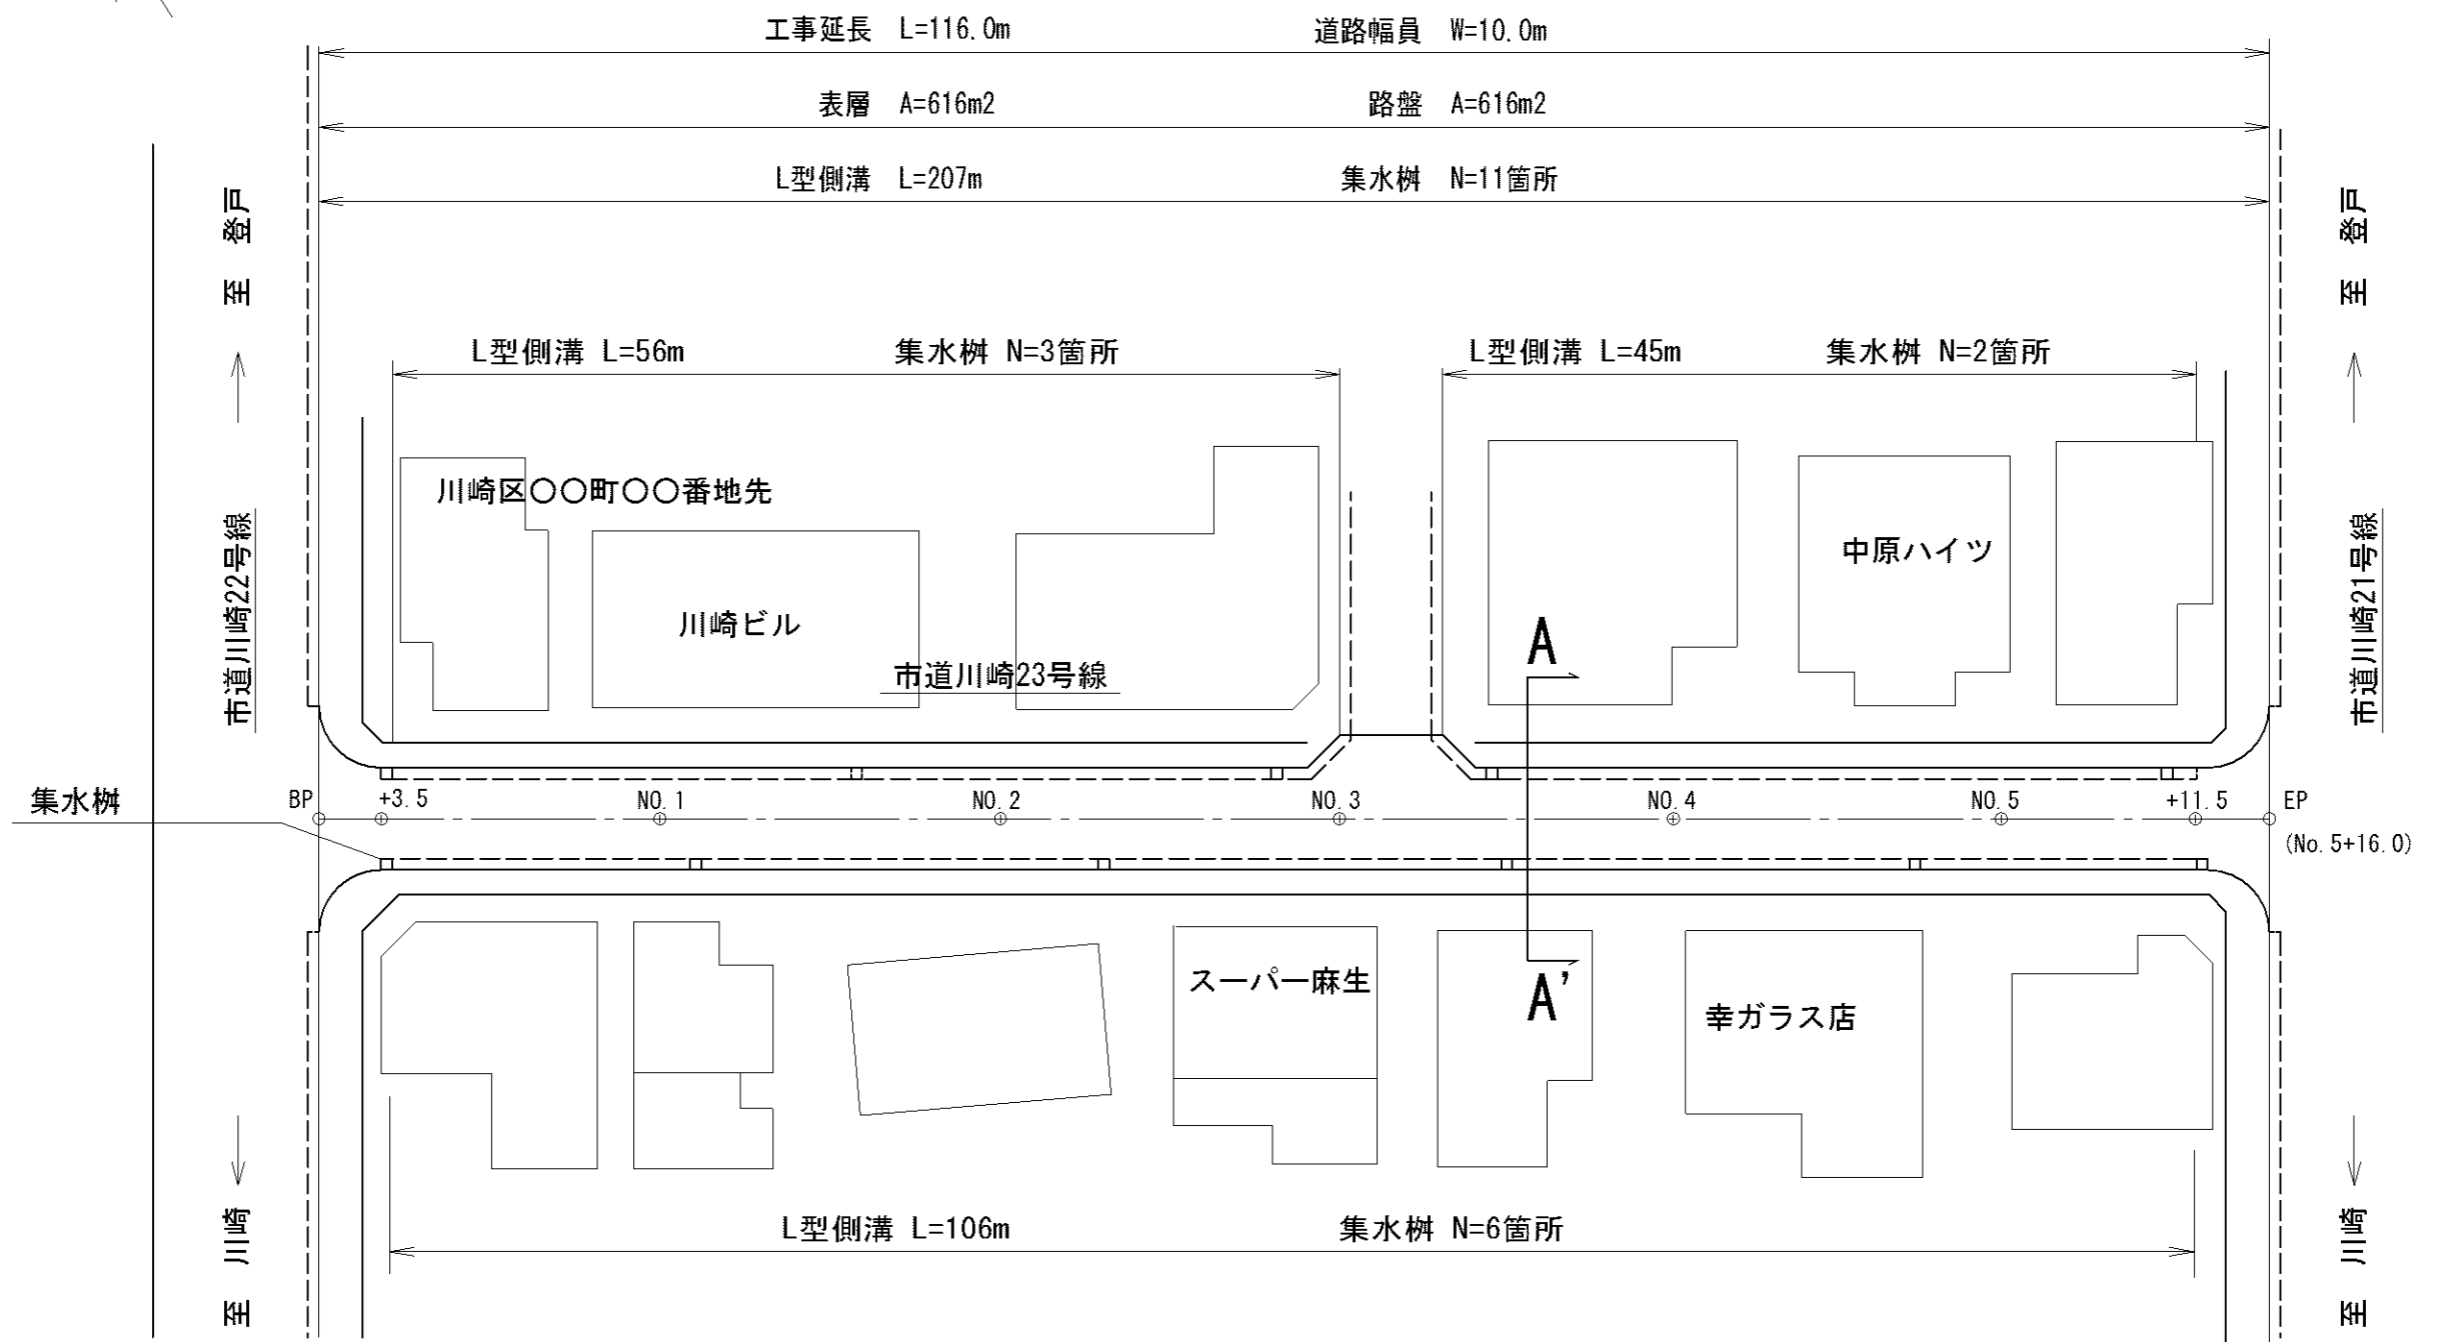 工事延長 L=116.0m 道路幅員 W=10.0m
表層 A=616m2 路盤 A=616m2
L型側溝 L=207m 集水桝 N=11箇所
至 登戸
至 登戸
L型側溝 L=56m 集水桝 N=3箇所
L型側溝 L=45m 集水桝 N=2箇所
川崎区〇〇町〇〇番地先
市道川崎22号線
川崎ビル
市道川崎23号線
A
中原ハイツ
市道川崎21号線
集水桝
BP +3.5 NO.1 NO.2 NO.3 NO.4 NO.5 +11.5 EP
(No.5+16.0)
スーパー麻生
A'
幸ガラス店
L型側溝 L=106m 集水桝 N=6箇所
至 川崎
至 川崎